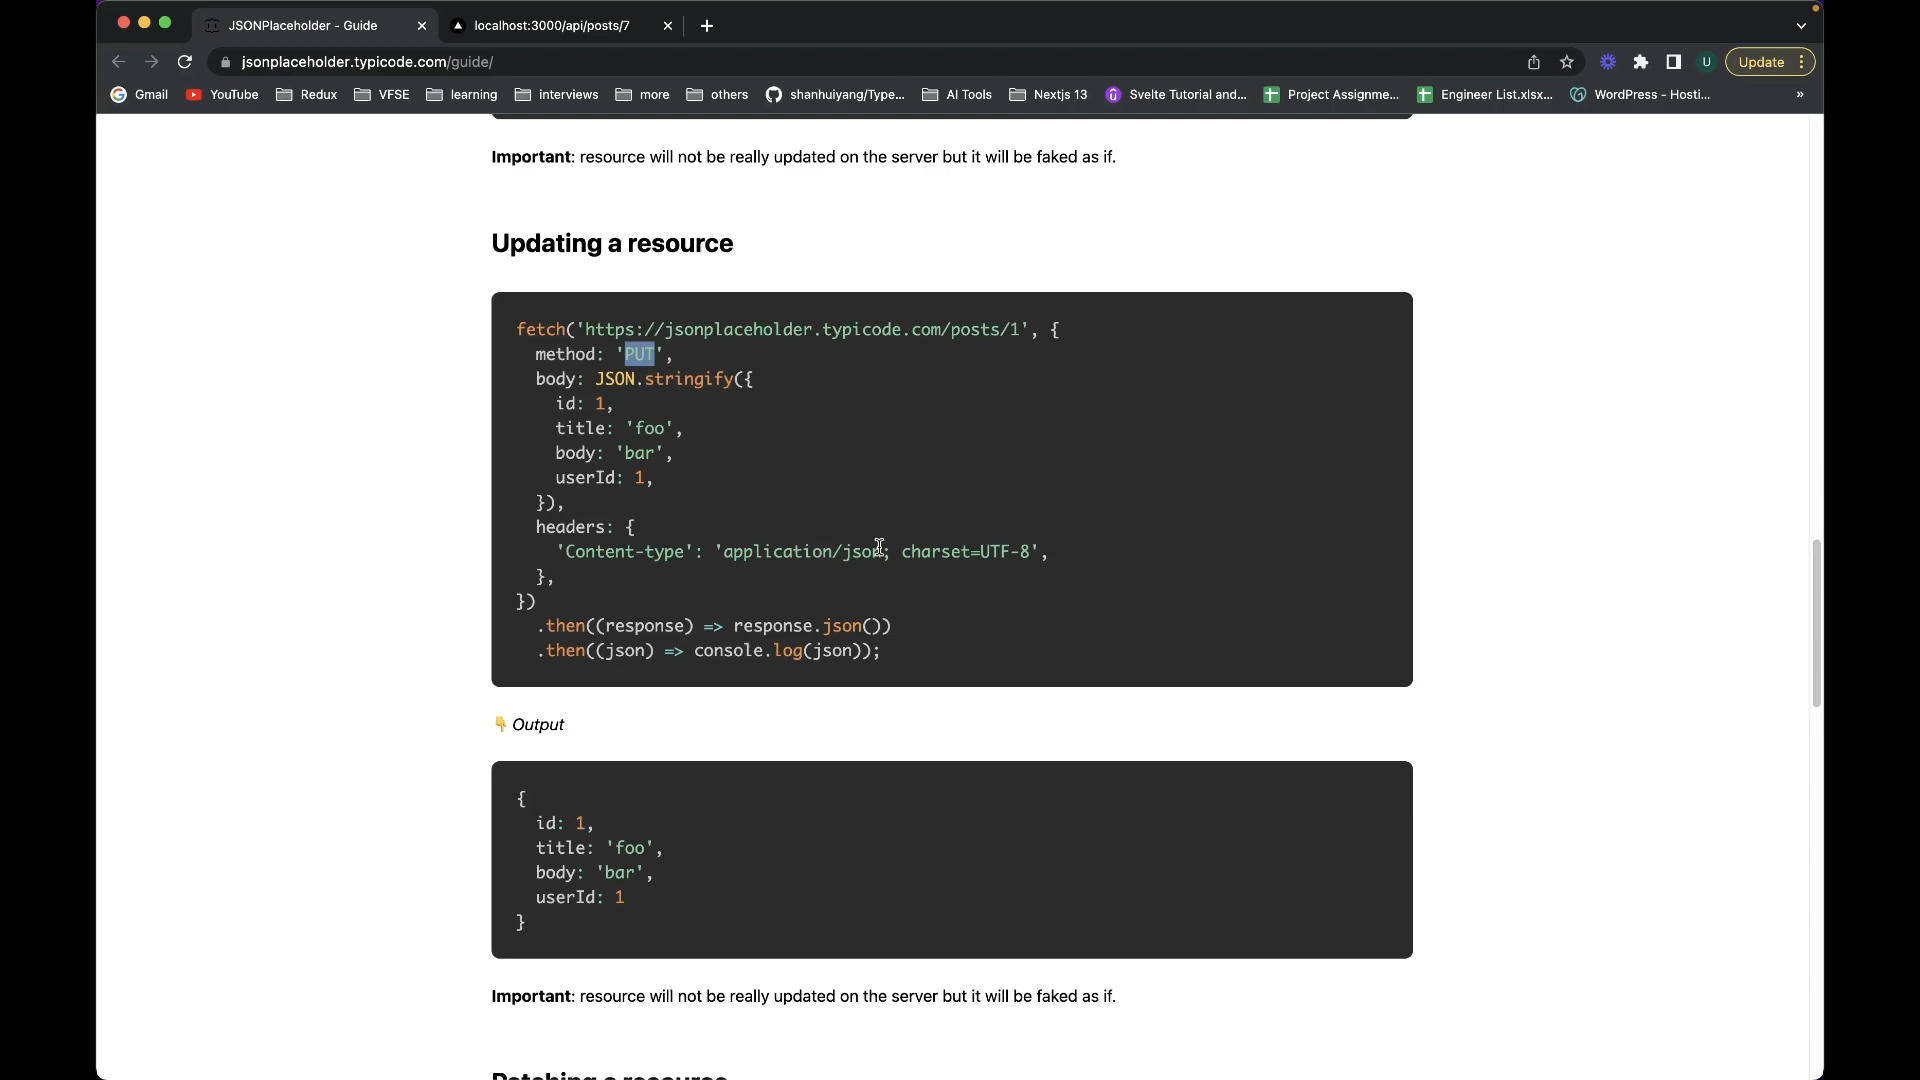 JSONPlaceholder - Guide
localhost:3000/api/posts/7
jsonplaceholder.typicode.com/guide/
U
Update
Gmail
YouTube
Redux
VFSE
learning
interviews
more
others
shanhuiyang/Type...
AI Tools
Nextjs 13
Svelte Tutorial and...
Project Assignme...
Engineer List.xlsx...
WordPress - Hosti...
»
Important: resource will not be really updated on the server but it will be faked as if.
Updating a resource
fetch('https://jsonplaceholder.typicode.com/posts/1', {
method: 'PUT',
body: JSON.stringify({
id: 1,
title: 'foo',
body: 'bar',
userId: 1,
}),
headers: {
'Content-type': 'application/json; charset=UTF-8',
},
})
.then((response) => response.json())
.then((json) => console.log(json));
👇 Output
{
id: 1,
title: 'foo',
body: 'bar',
userId: 1
}
Important: resource will not be really updated on the server but it will be faked as if.
Patching a resource